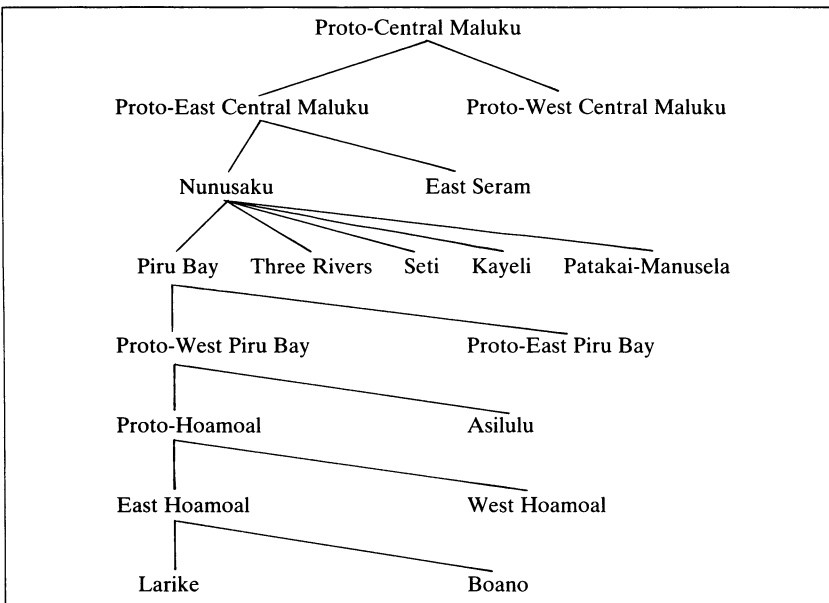 Proto-Central Maluku
Proto-East Central Maluku Proto-West Central Maluku
Nunusaku East Seram
Piru Bay Three Rivers Seti Kayeli Patakai-Manusela
Proto-West Piru Bay Proto-East Piru Bay
Proto-Hoamoal Asilulu
East Hoamoal West Hoamoal
Larike Boano